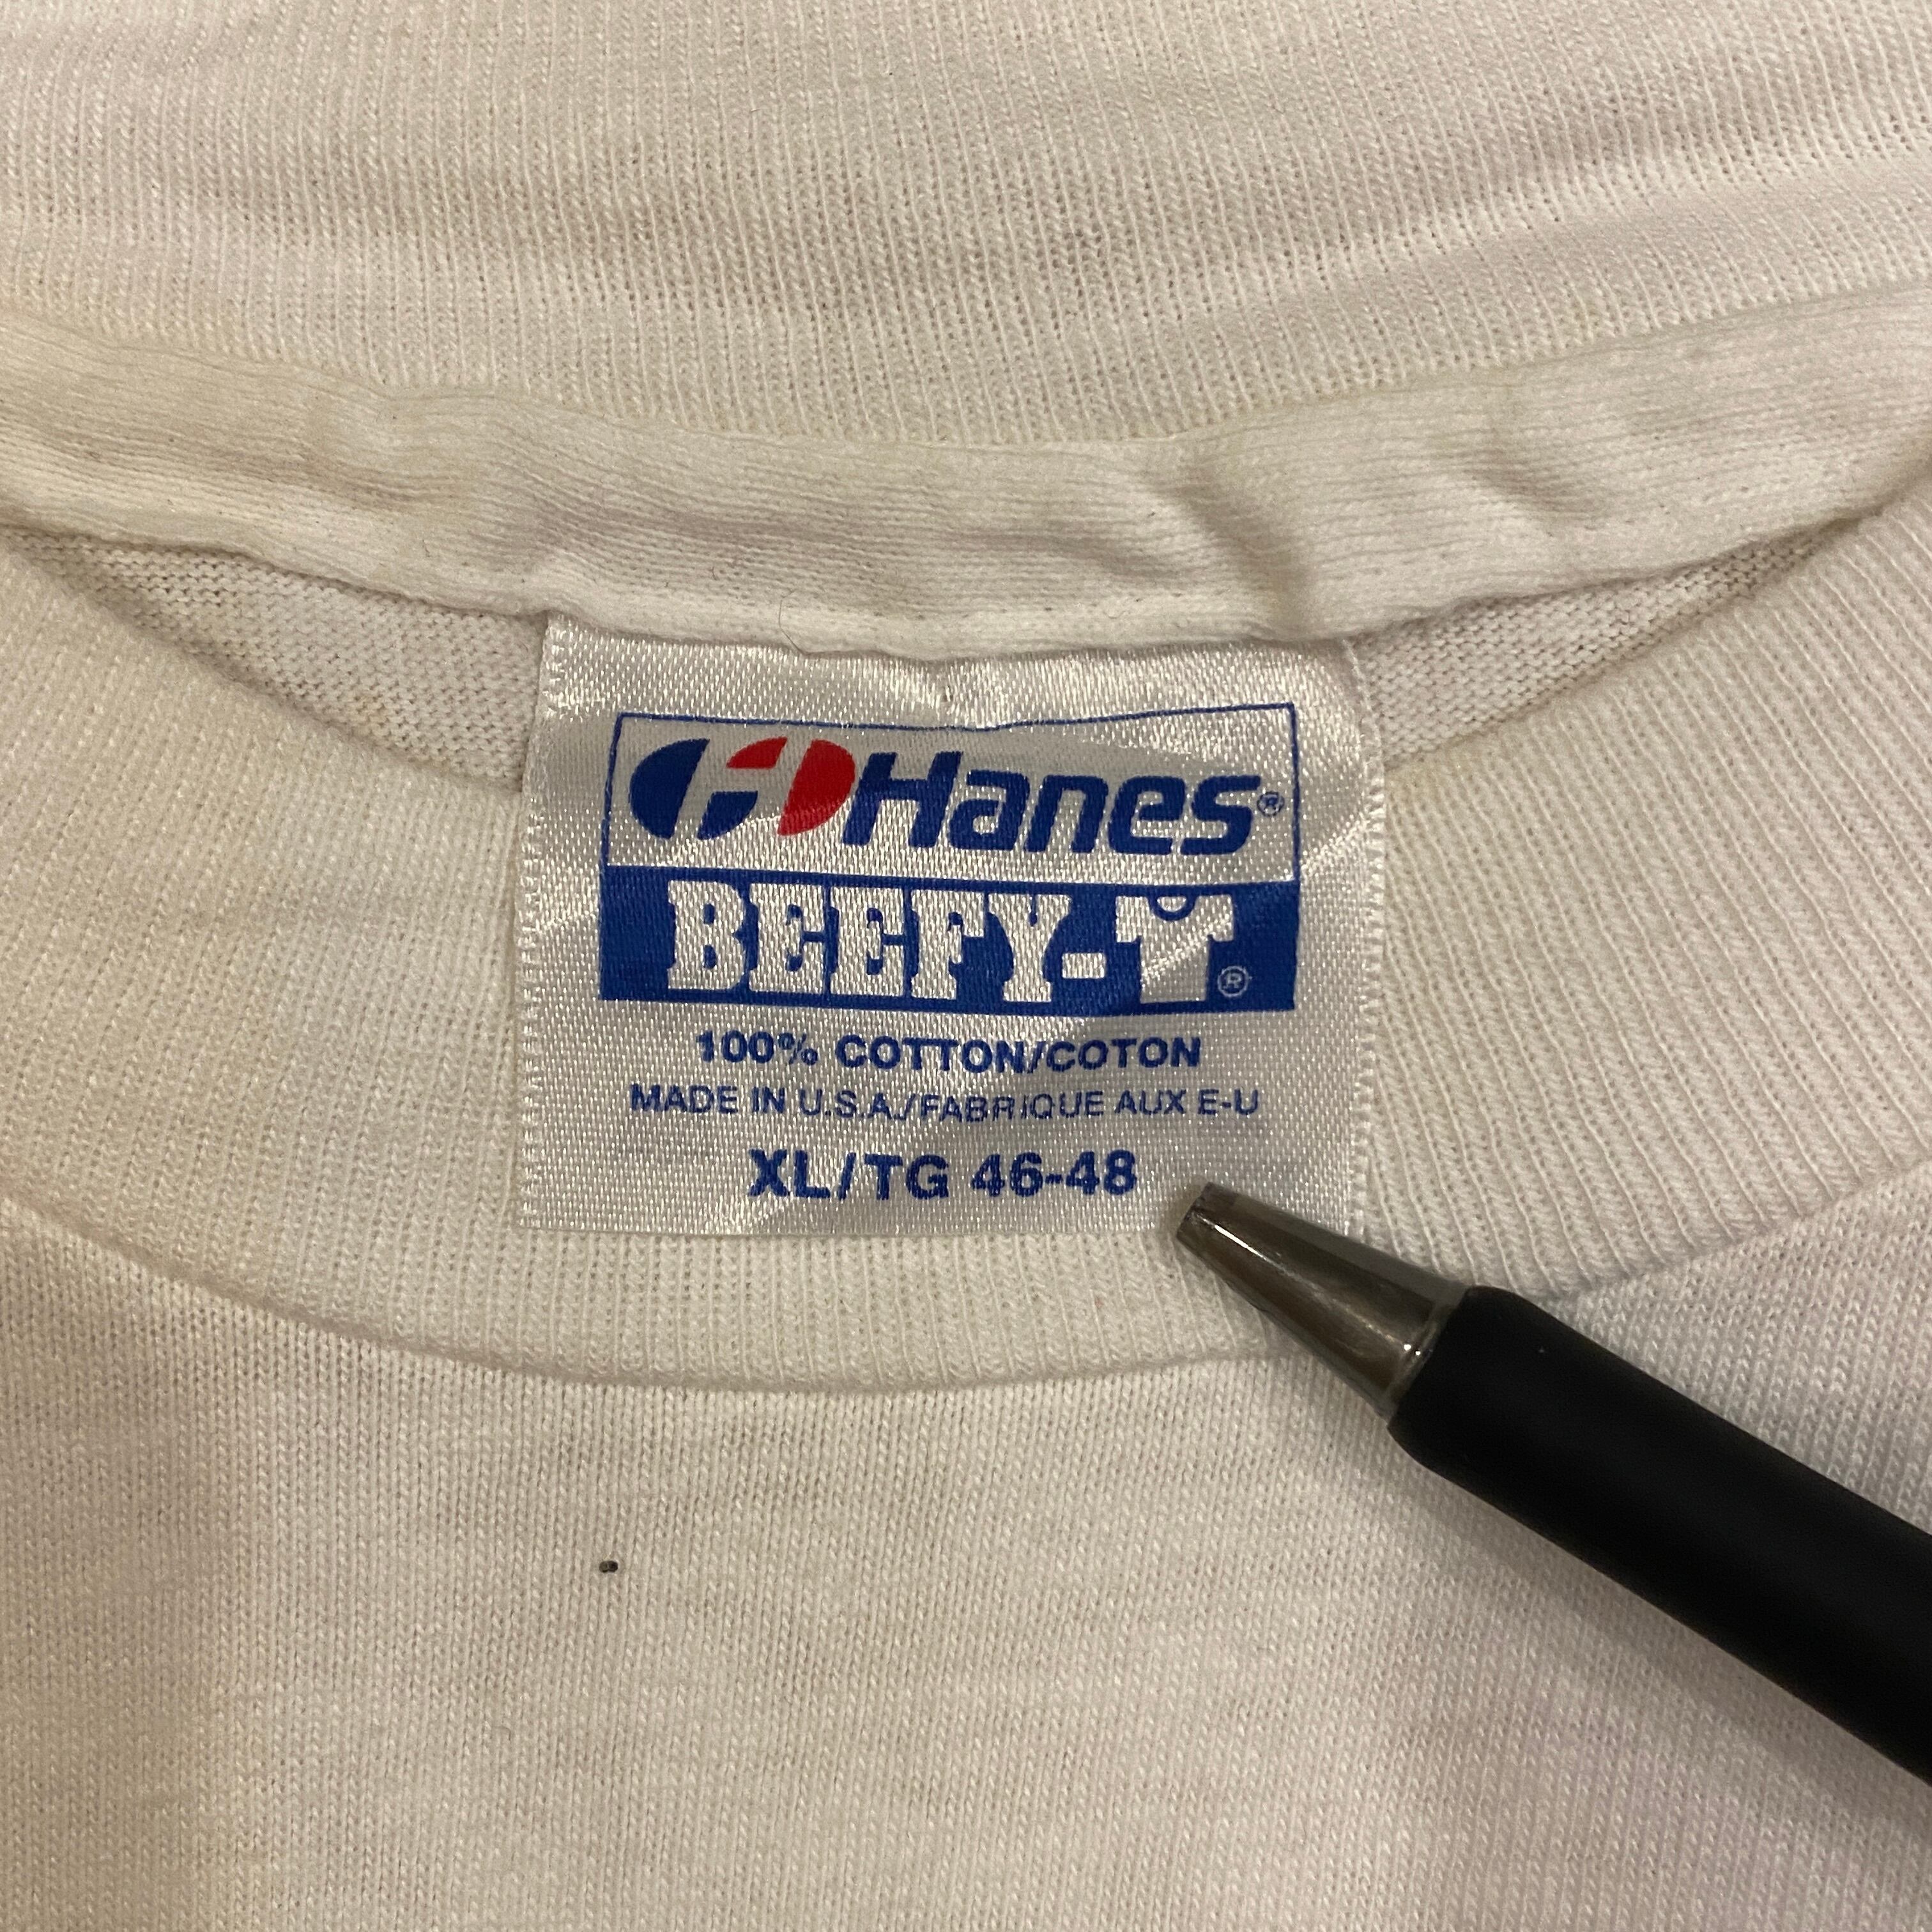 Hanes®
BEEFY-T®
100% COTTON/COTON
MADE IN U.S.A./FABRIQUE AUX E-U
XL/TG 46-48